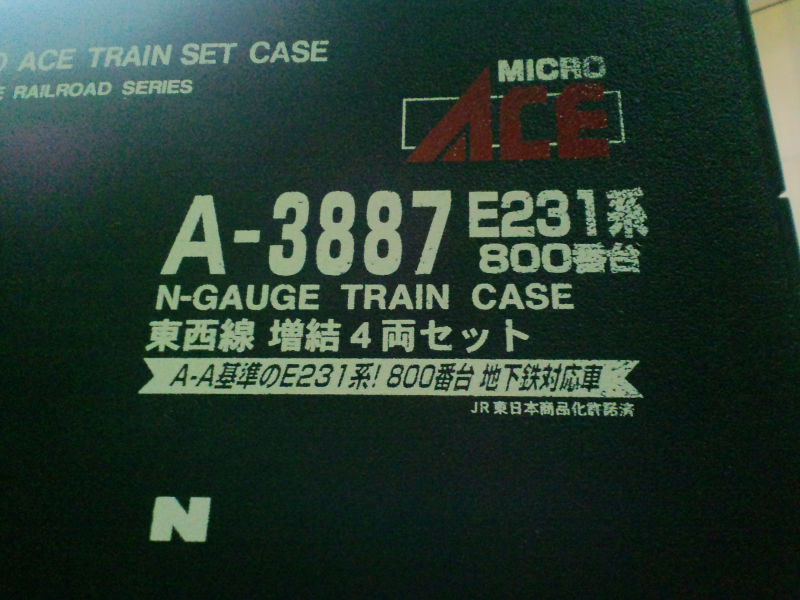 ACE TRAIN SET CASE
RAILROAD SERIES
MICRO
ACE
A-3887 E231系
800番台
N-GAUGE TRAIN CASE
東西線 増結4両セット
A-A基準のE231系! 800番台 地下鉄対応車
JR東日本商品化許諾済
N